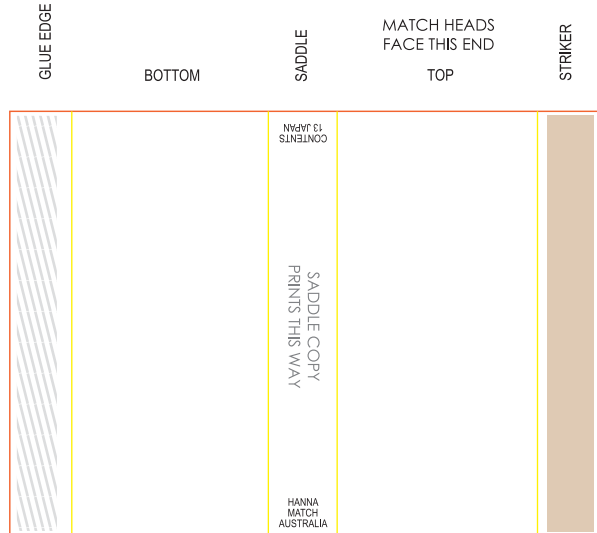 GLUE EDGE
BOTTOM
SADDLE
MATCH HEADS
FACE THIS END
TOP
STRIKER
CONTENTS
13 JAPAN
SADDLE COPY
PRINTS THIS WAY
HANNA
MATCH
AUSTRALIA